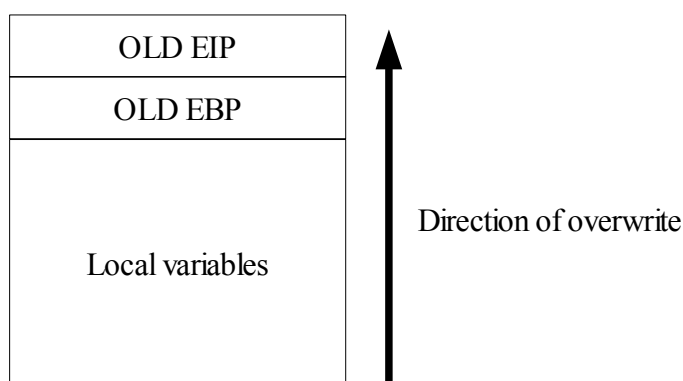 OLD EIP
OLD EBP
Direction of overwrite
Local variables